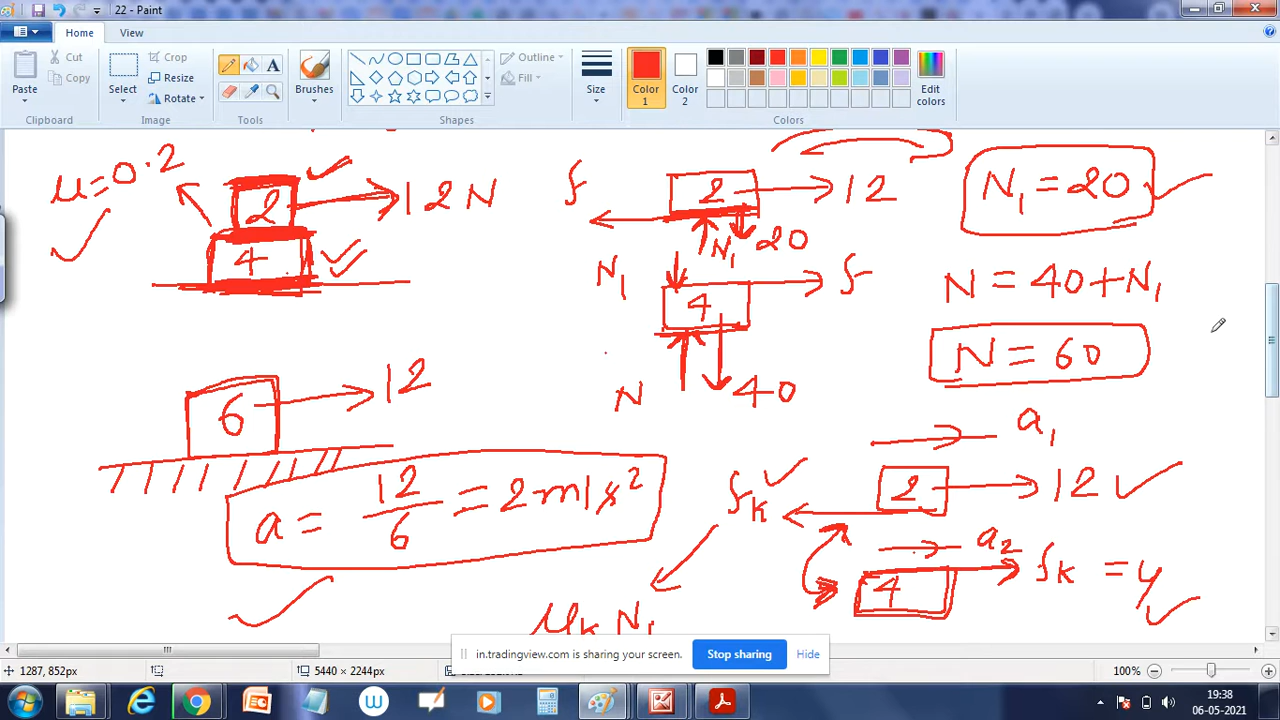 22 - Paint
Home View
Paste
Cut
Copy
Clipboard
Select
Crop
Resize
Rotate
Image
A
Tools
Brushes
Shapes
Outline
Fill
Size
Color 1
Color 2
Edit colors
Colors
μ=0.2
2
12N
4
f
2
12
N₁
20
N₁
4
f
N
40
N₁ = 20
N = 40+N₁
N = 60
6
12
a = 12/6 = 2m/s²
a₁
2
12
fK
a₂
4
fK = 4
μK N₁
in.tradingview.com is sharing your screen.
Stop sharing
Hide
1287, 852px
5440 × 2244px
100%
19:38
06-05-2021